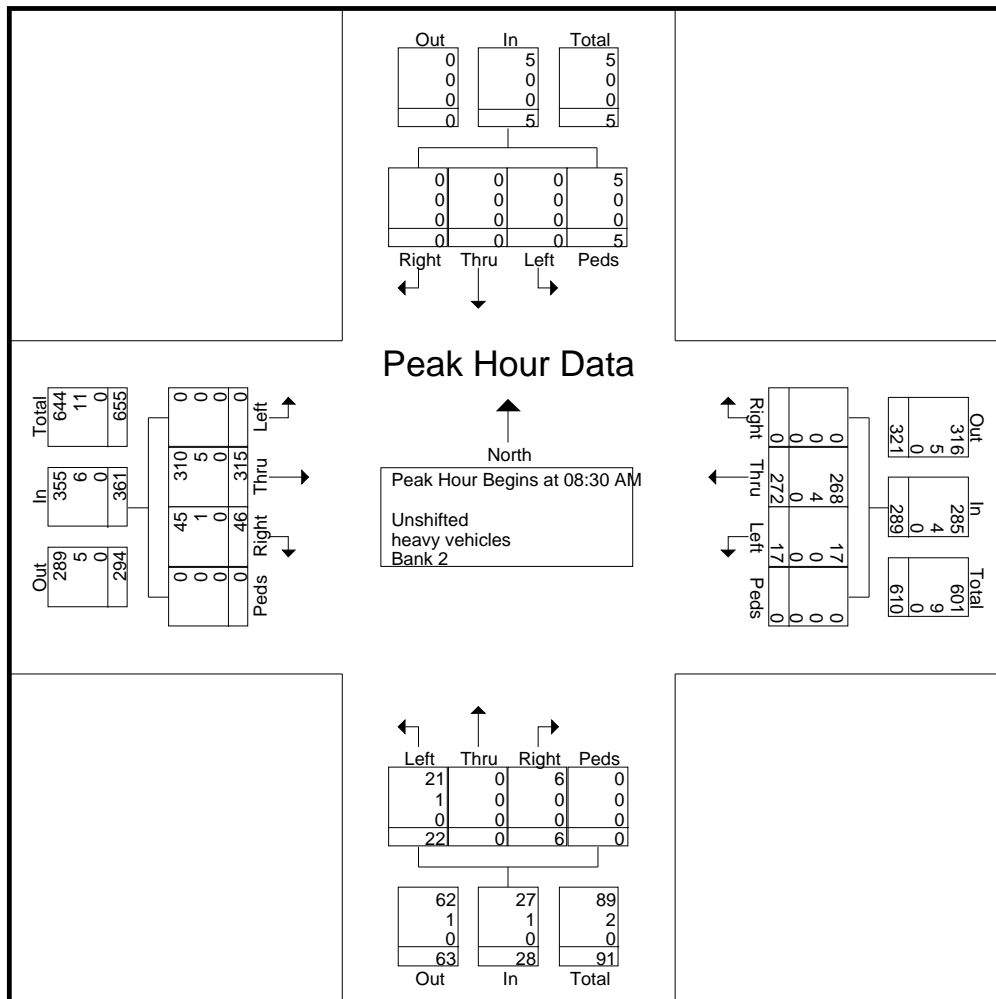 Out In Total
0 5 5
0 0 0
0 0 0
0 5 5
0 0 0 5
0 0 0 0
0 0 0 0
0 0 0 5
Right Thru Left Peds
Peak Hour Data
North
Peak Hour Begins at 08:30 AM
Unshifted
heavy vehicles
Bank 2
Total
644 11 0 655
In
355 6 0 361
Out
289 5 0 294
Left
0 0 0 0
Thru
310 5 0 315
Right
45 1 0 46
Peds
0 0 0 0
Right
0 0 0 0
Thru
268 4 0 272
Left
17 0 0 17
Peds
0 0 0 0
Out
316 5 0 321
In
285 4 0 289
Total
601 9 0 610
Left Thru Right Peds
21 0 6 0
1 0 0 0
0 0 0 0
22 0 6 0
62 27 89
1 1 2
0 0 0
63 28 91
Out In Total